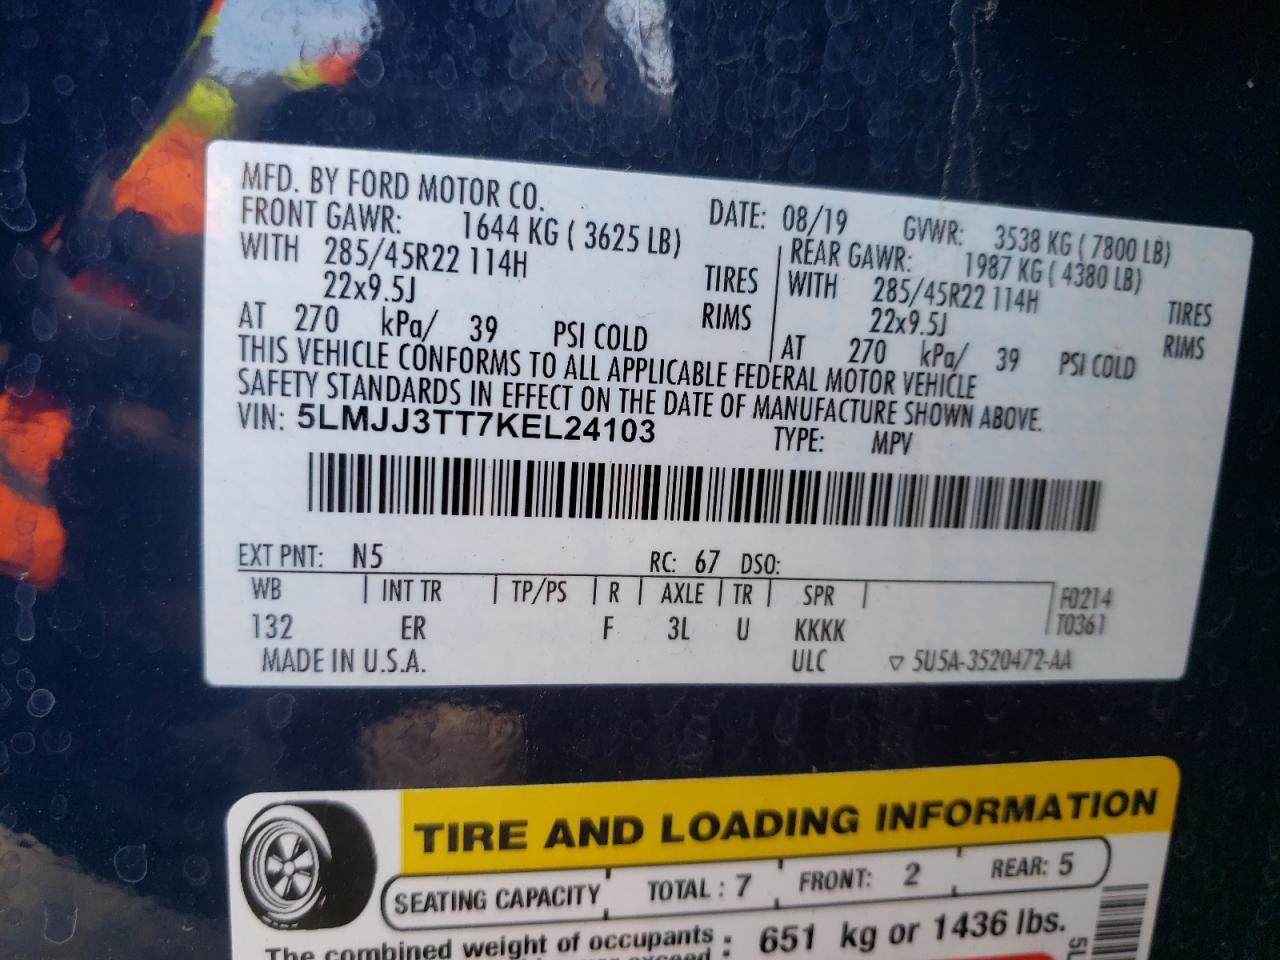 MFD. BY FORD MOTOR CO. DATE: 08/19 GVWR: 3538 KG ( 7800 LB)
FRONT GAWR: 1644 KG ( 3625 LB) REAR GAWR: 1987 KG ( 4380 LB)
WITH 285/45R22 114H TIRES WITH 285/45R22 114H TIRES
22x9.5J RIMS 22x9.5J RIMS
AT 270 kPa/ 39 PSI COLD AT 270 kPa/ 39 PSI COLD
THIS VEHICLE CONFORMS TO ALL APPLICABLE FEDERAL MOTOR VEHICLE
SAFETY STANDARDS IN EFFECT ON THE DATE OF MANUFACTURE SHOWN ABOVE.
VIN: 5LMJJ3TT7KEL24103 TYPE: MPV
EXT PNT: N5 RC: 67 DSO:
WB | INT TR | TP/PS | R | AXLE | TR | SPR | F0214
132 ER F 3L U KKKK T0361
MADE IN U.S.A. ULC ▽ 5U5A-3520472-AA
TIRE AND LOADING INFORMATION
SEATING CAPACITY TOTAL : 7 FRONT: 2 REAR: 5
The combined weight of occupants : 651 kg or 1436 lbs.
5L